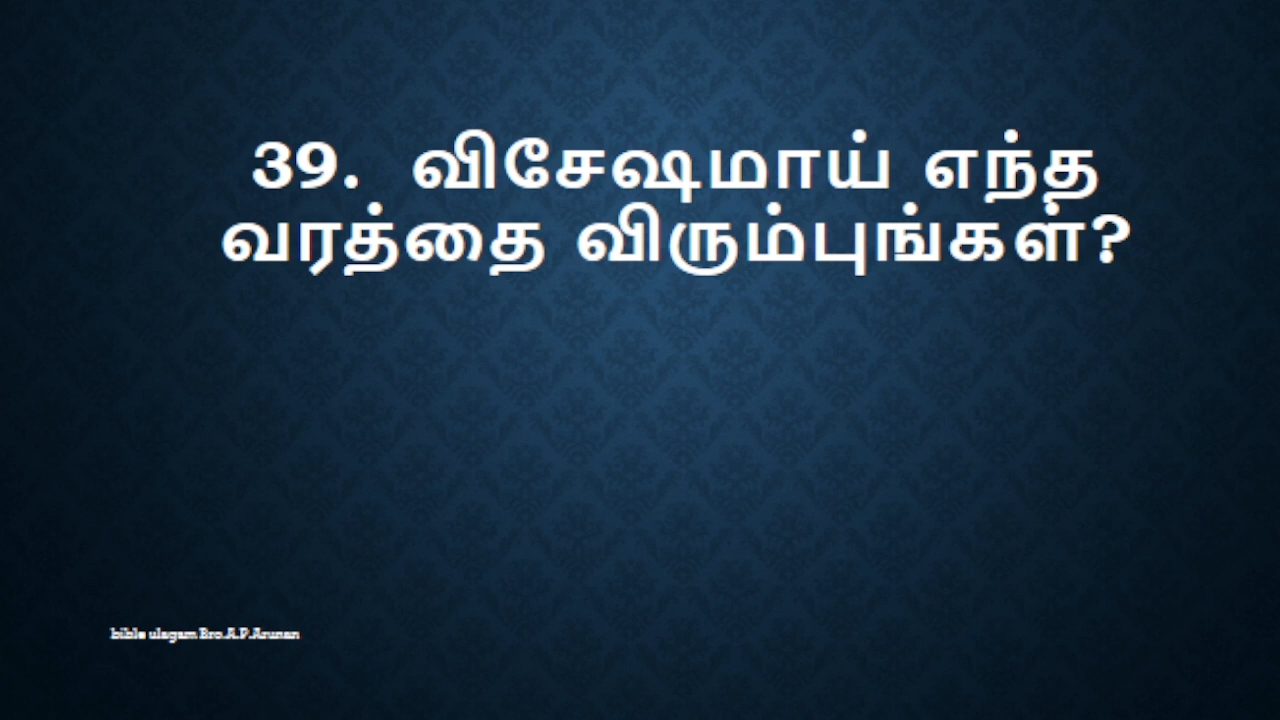 39. விசேஷமாய் எந்த
வரத்தை விரும்புங்கள்?
bible ulagam Bro.A.P.Arunan